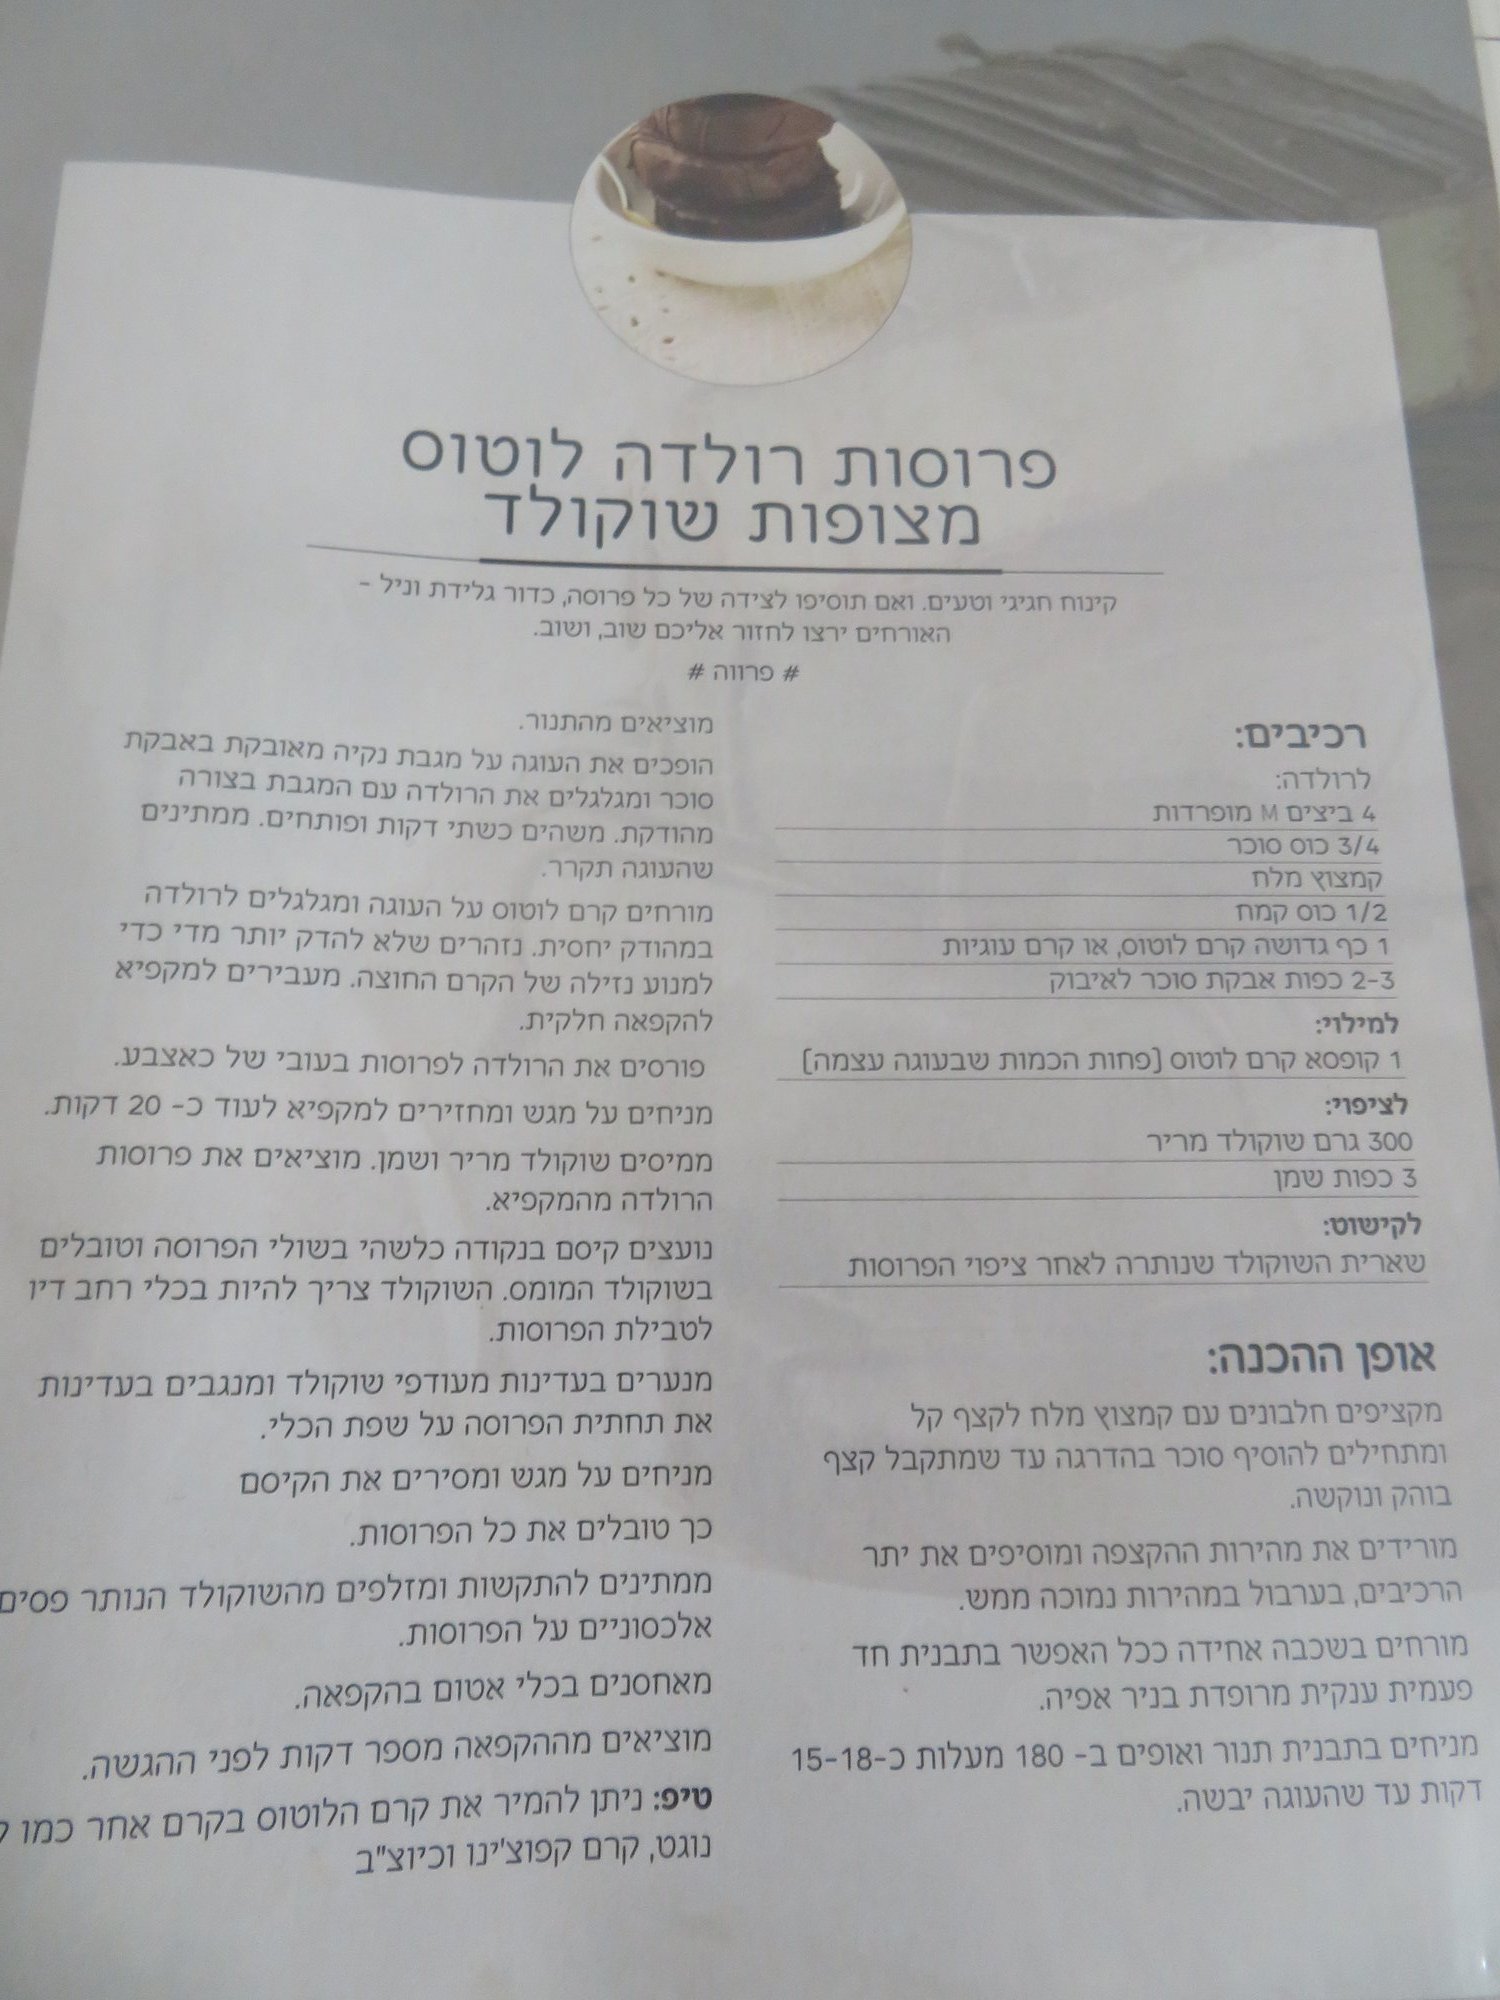 פרוסות רולדה לוטוס
מצופות שוקולד
קינוח חגיגי וטעים. ואם תוסיפו לצידה של כל פרוסה, כדור גלידת וניל -
האורחים ירצו לחזור אליכם שוב, ושוב.
# פרווה #
רכיבים:
לרולדה:
4 ביצים M מופרדות
3/4 כוס סוכר
קמצוץ מלח
1/2 כוס קמח
1 כף גדושה קרם לוטוס, או קרם עוגיות
2-3 כפות אבקת סוכר לאיבוק
למילוי:
1 קופסא קרם לוטוס (פחות הכמות שבעוגה עצמה)
לציפוי:
300 גרם שוקולד מריר
3 כפות שמן
לקישוט:
שארית השוקולד שנותרה לאחר ציפוי הפרוסות
אופן ההכנה:
מקציפים חלבונים עם קמצוץ מלח לקצף קל
ומתחילים להוסיף סוכר בהדרגה עד שמתקבל קצף
בוהק ונוקשה.
מורידים את מהירות ההקצפה ומוסיפים את יתר
הרכיבים, בערבול במהירות נמוכה ממש.
מורחים בשכבה אחידה ככל האפשר בתבנית חד
פעמית ענקית מרופדת בניר אפיה.
מניחים בתבנית תנור ואופים ב- 180 מעלות כ-15-18
דקות עד שהעוגה יבשה.
מוציאים מהתנור.
הופכים את העוגה על מגבת נקיה מאובקת באבקת
סוכר ומגלגלים את הרולדה עם המגבת בצורה
מהודקת. משהים כשתי דקות ופותחים. ממתינים
שהעוגה תקרר.
מורחים קרם לוטוס על העוגה ומגלגלים לרולדה
במהודק יחסית. נזהרים שלא להדק יותר מדי כדי
למנוע נזילה של הקרם החוצה. מעבירים למקפיא
להקפאה חלקית.
פורסים את הרולדה לפרוסות בעובי של כאצבע.
מניחים על מגש ומחזירים למקפיא לעוד כ- 20 דקות.
ממיסים שוקולד מריר ושמן. מוציאים את פרוסות
הרולדה מהמקפיא.
נועצים קיסם בנקודה כלשהי בשולי הפרוסה וטובלים
בשוקולד המומס. השוקולד צריך להיות בכלי רחב דיו
לטבילת הפרוסות.
מנערים בעדינות מעודפי שוקולד ומנגבים בעדינות
את תחתית הפרוסה על שפת הכלי.
מניחים על מגש ומסירים את הקיסם
כך טובלים את כל הפרוסות.
ממתינים להתקשות ומזלפים מהשוקולד הנותר פסים
אלכסוניים על הפרוסות.
מאחסנים בכלי אטום בהקפאה.
מוציאים מההקפאה מספר דקות לפני ההגשה.
טיפ: ניתן להמיר את קרם הלוטוס בקרם אחר כמו
נוגט, קרם קפוצ'ינו וכיוצ"ב